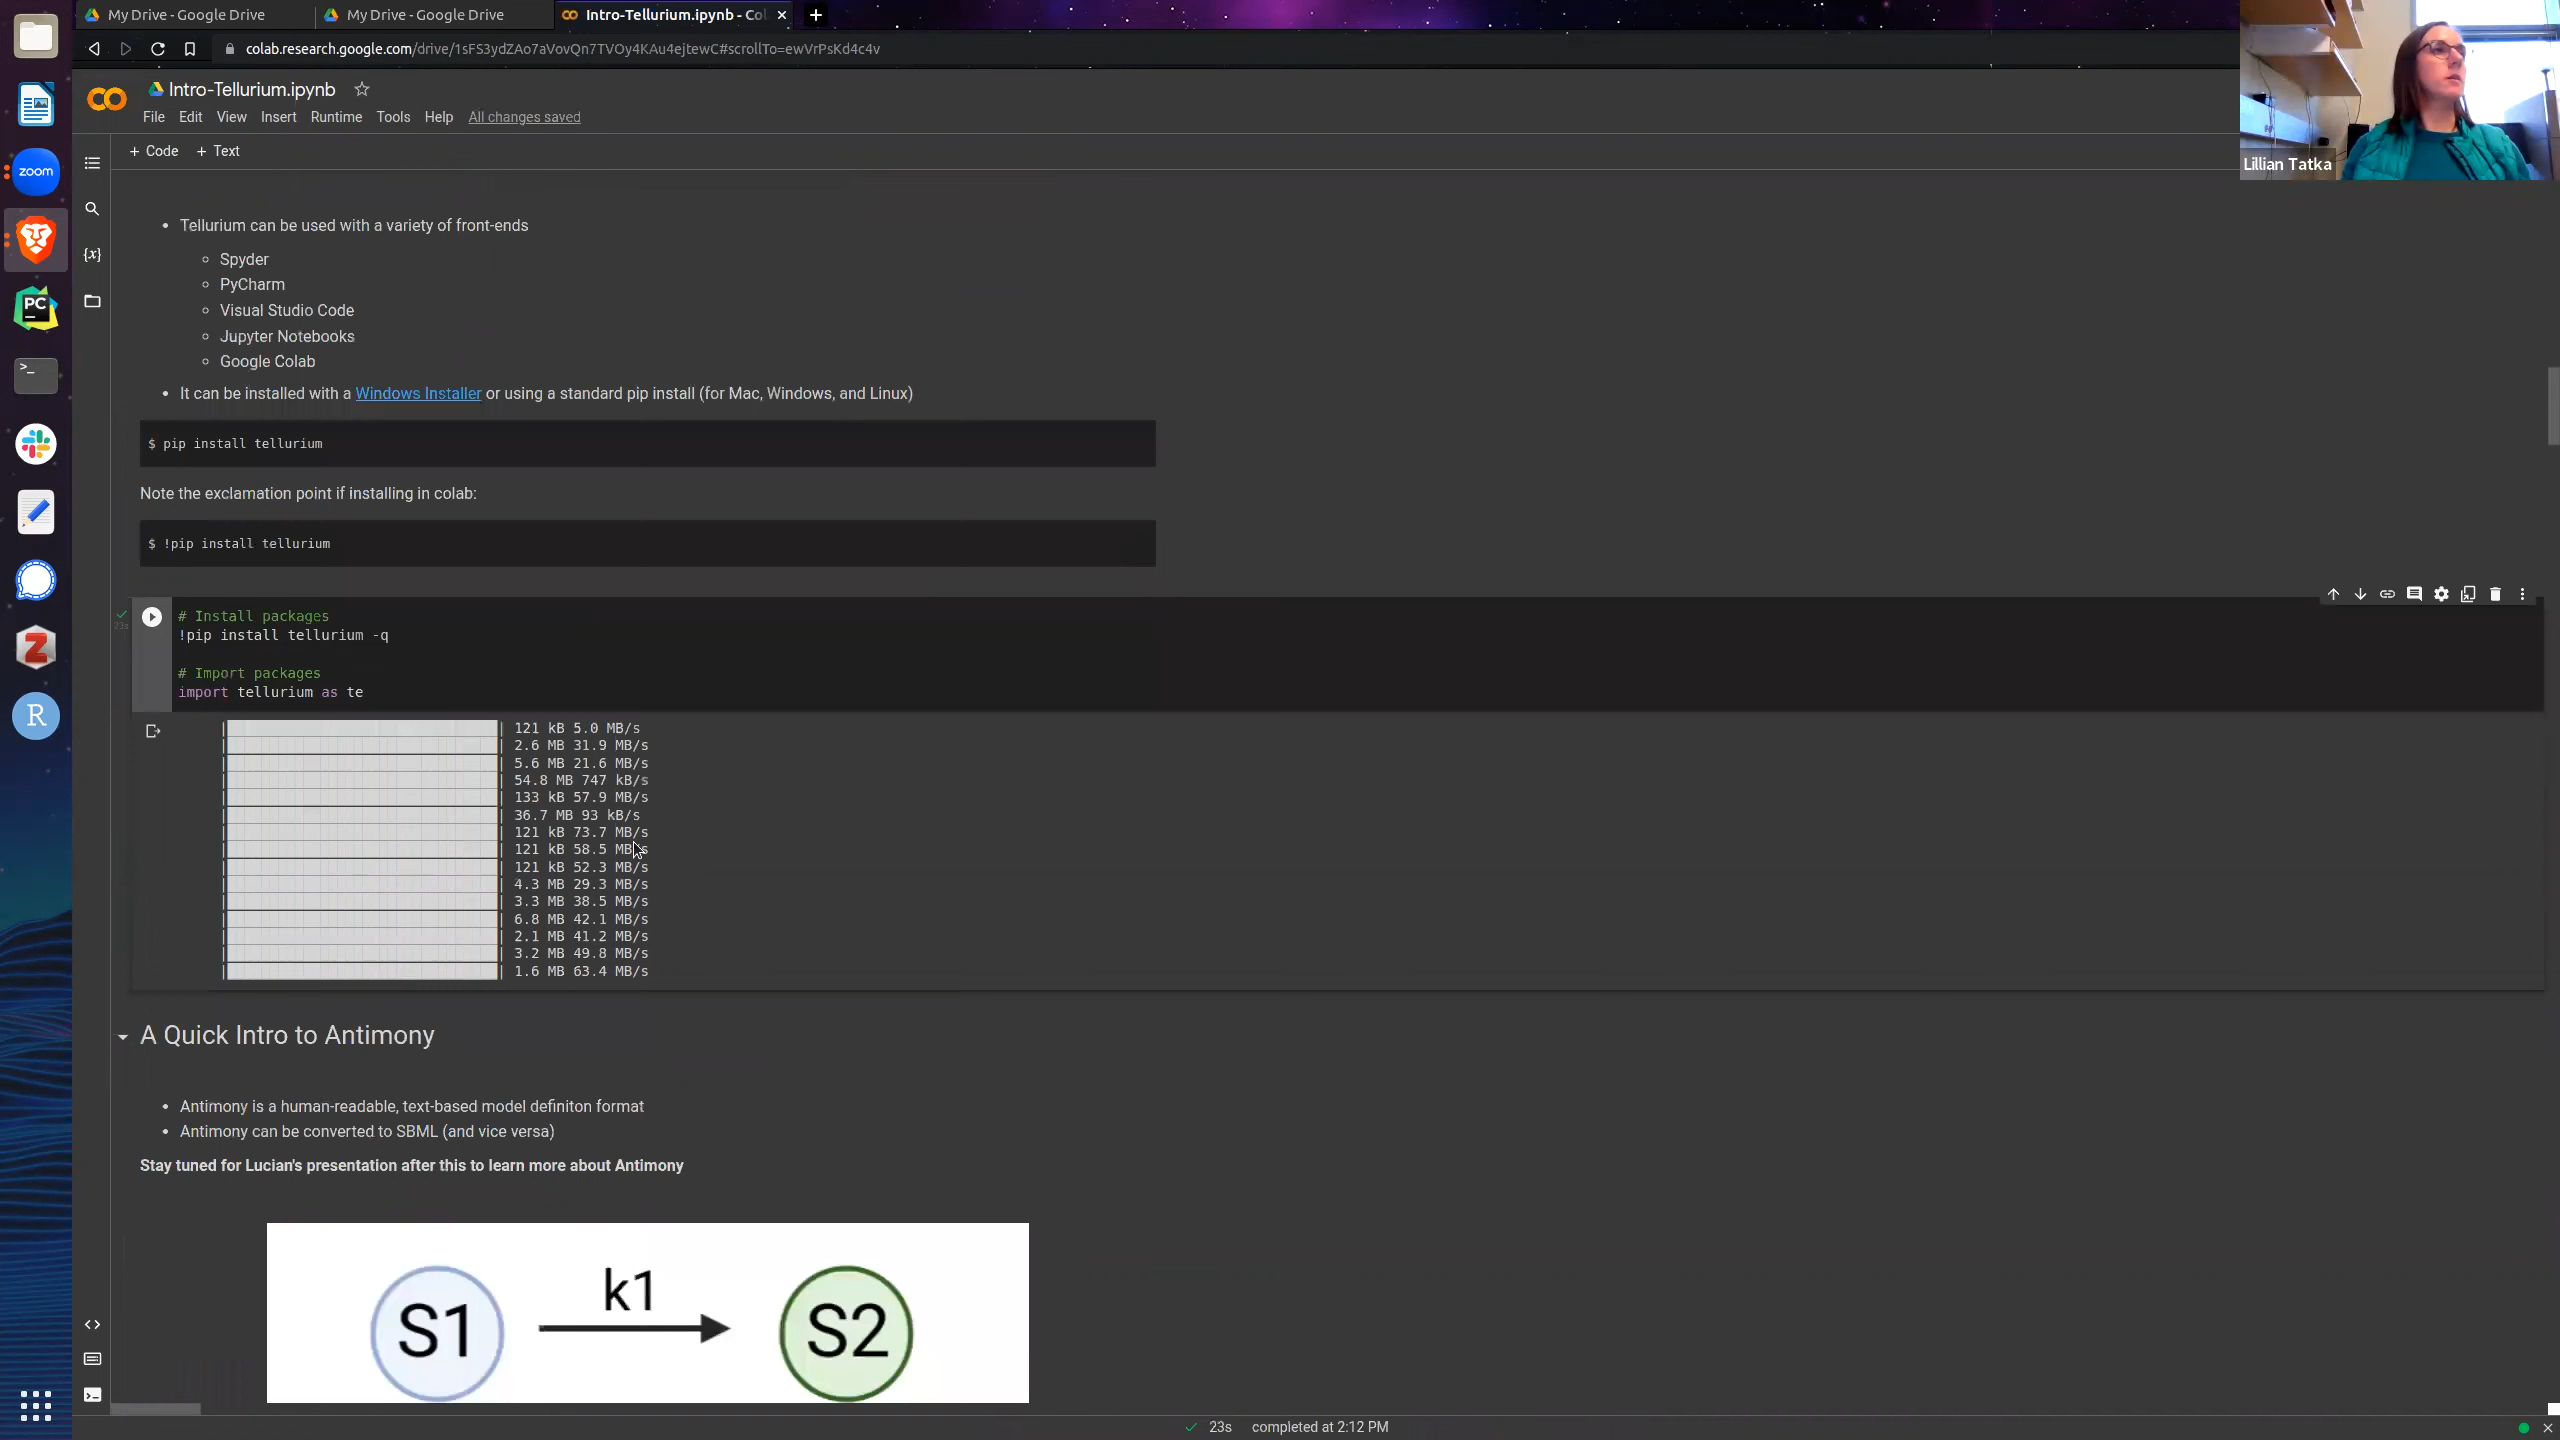 My Drive - Google Drive
My Drive - Google Drive
Intro-Tellurium.ipynb - Col
colab.research.google.com/drive/1sFS3ydZAo7aVovQn7TVOy4KAu4ejtewC#scrollTo=ewVrPsKd4c4v
Intro-Tellurium.ipynb
File Edit View Insert Runtime Tools Help All changes saved
+ Code + Text
Lillian Tatka
zoom
PC
Z
R
{x}
Tellurium can be used with a variety of front-ends
Spyder
PyCharm
Visual Studio Code
Jupyter Notebooks
Google Colab
It can be installed with a Windows Installer or using a standard pip install (for Mac, Windows, and Linux)
$ pip install tellurium
Note the exclamation point if installing in colab:
$ !pip install tellurium
23s
# Install packages
!pip install tellurium -q
# Import packages
import tellurium as te
121 kB 5.0 MB/s
2.6 MB 31.9 MB/s
5.6 MB 21.6 MB/s
54.8 MB 747 kB/s
133 kB 57.9 MB/s
36.7 MB 93 kB/s
121 kB 73.7 MB/s
121 kB 58.5 MB/s
121 kB 52.3 MB/s
4.3 MB 29.3 MB/s
3.3 MB 38.5 MB/s
6.8 MB 42.1 MB/s
2.1 MB 41.2 MB/s
3.2 MB 49.8 MB/s
1.6 MB 63.4 MB/s
A Quick Intro to Antimony
Antimony is a human-readable, text-based model definiton format
Antimony can be converted to SBML (and vice versa)
Stay tuned for Lucian's presentation after this to learn more about Antimony
k1
S1
S2
23s completed at 2:12 PM